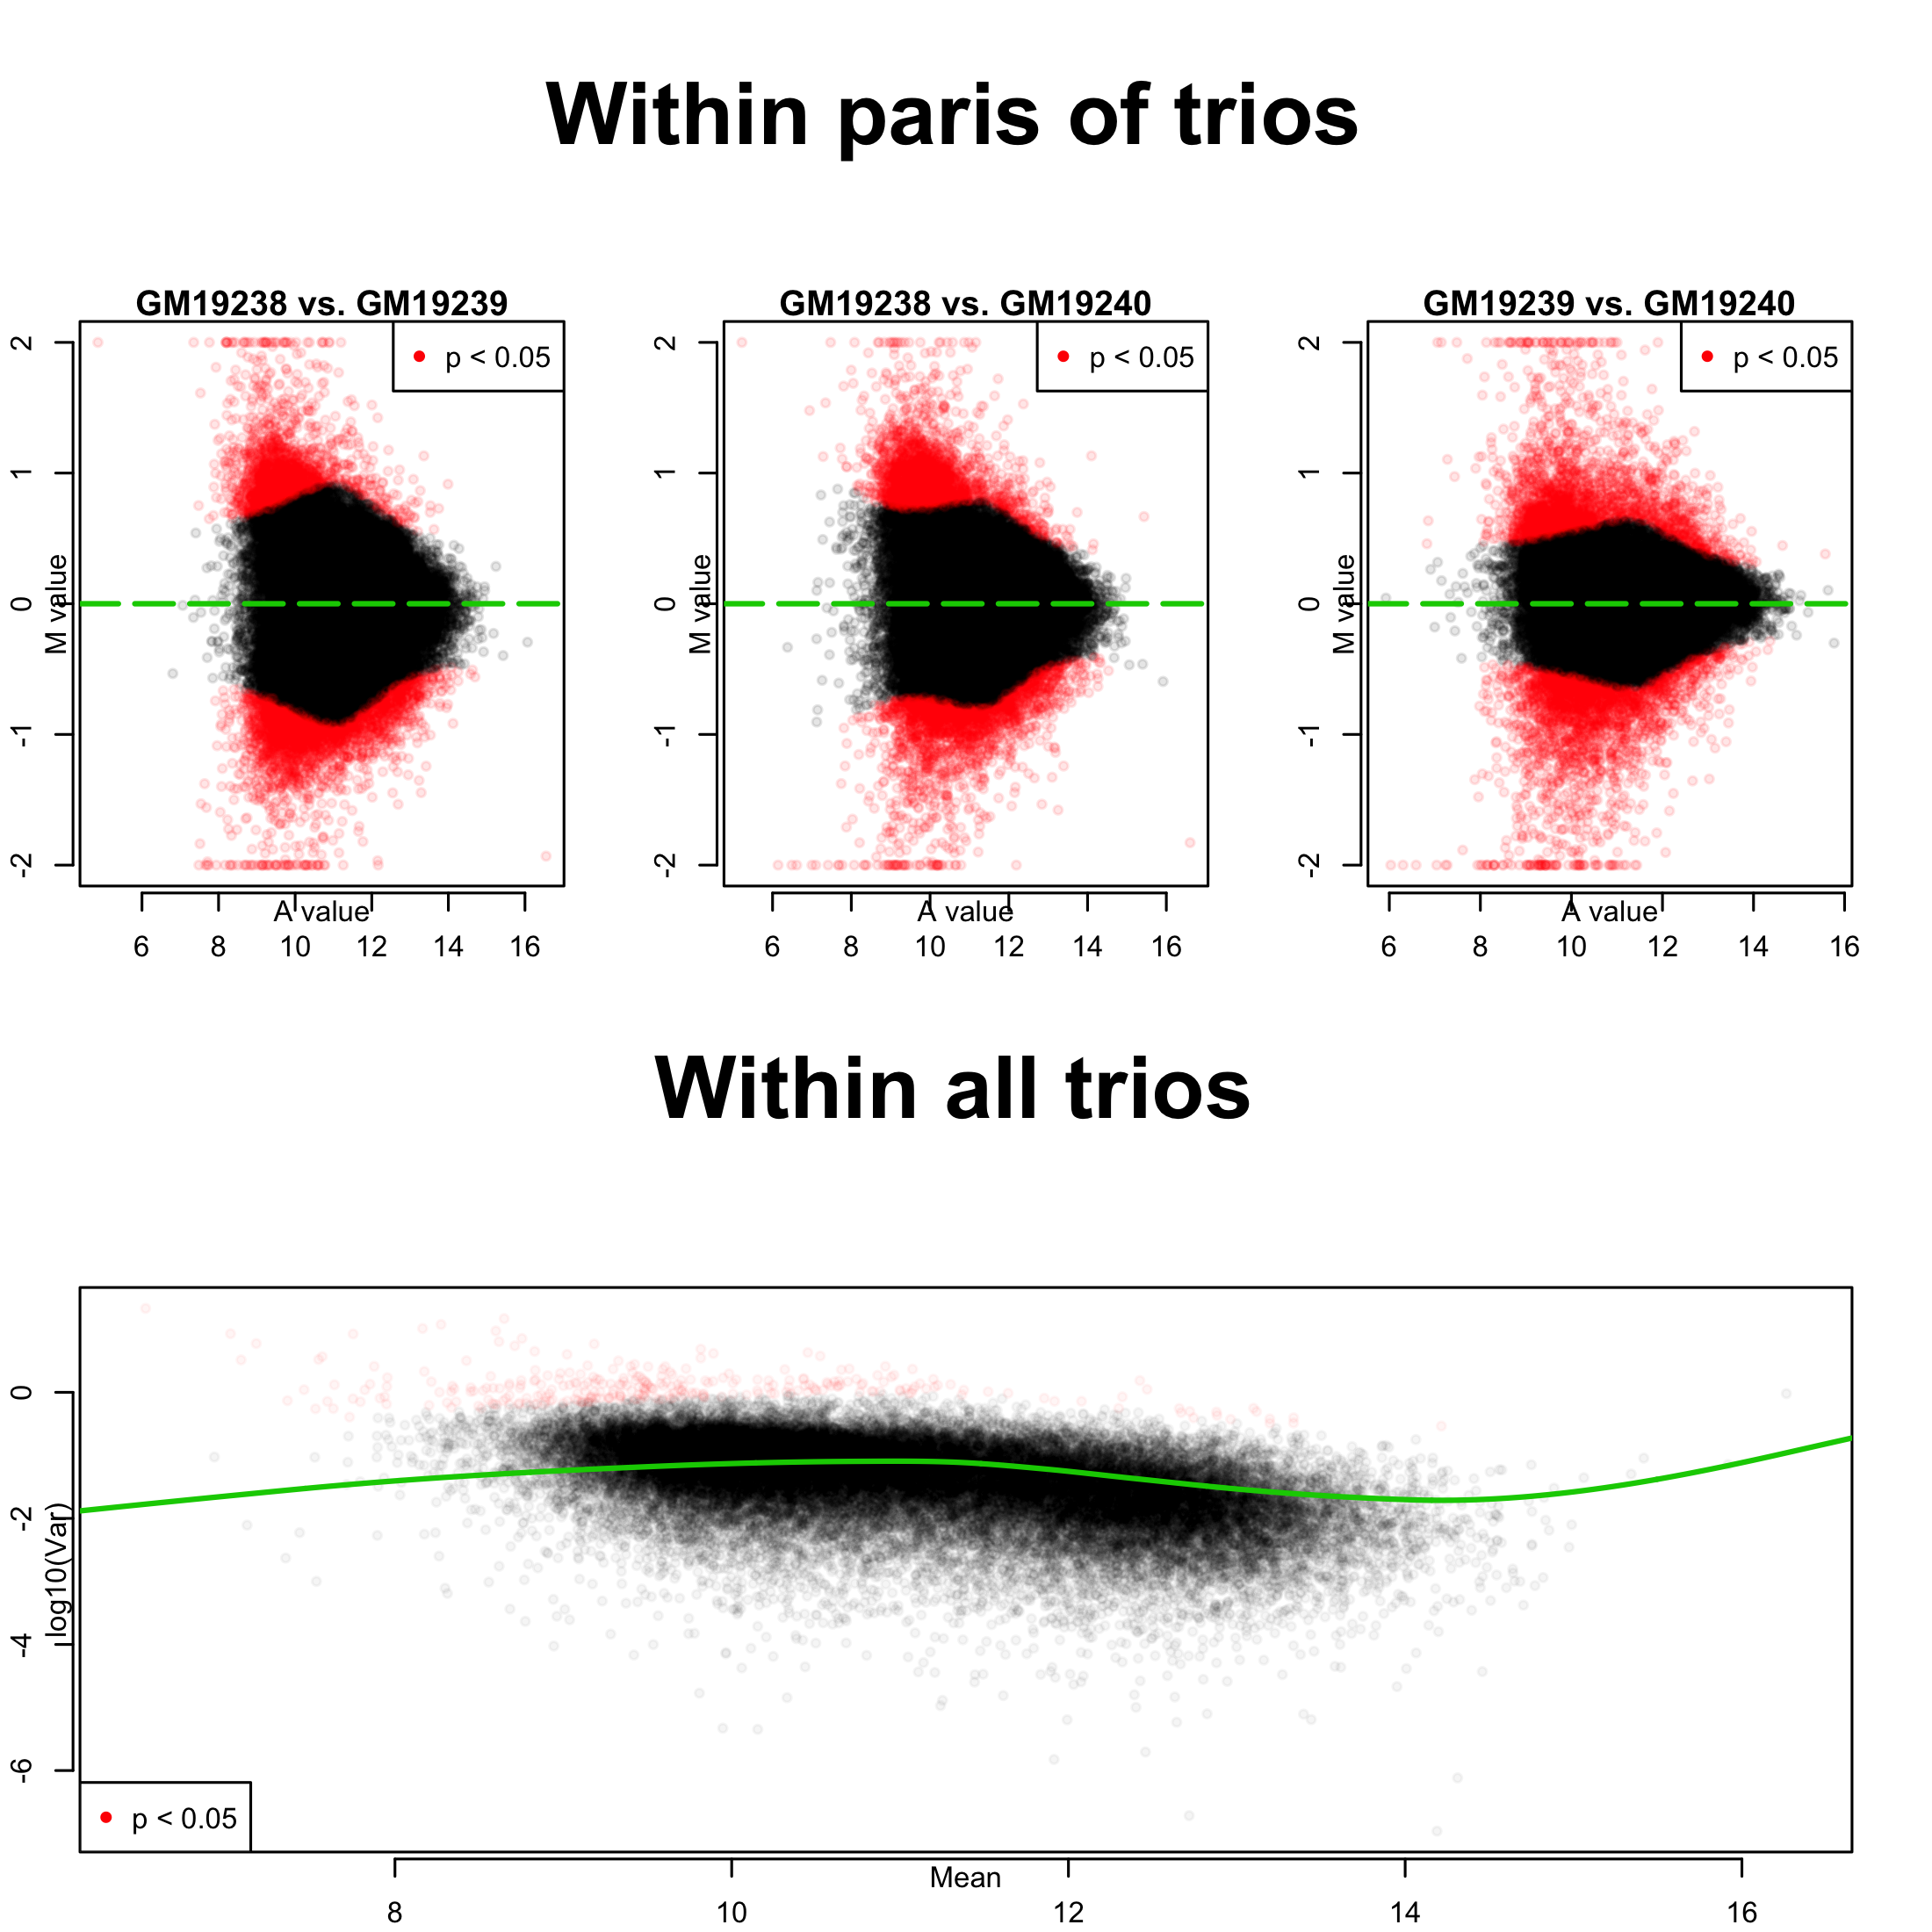 Within paris of trios
GM19238 vs. GM19239
GM19238 vs. GM19240
GM19239 vs. GM19240
p < 0.05
p < 0.05
p < 0.05
2
1
0
-1
-2
M value
2
1
0
-1
-2
M value
2
1
0
-1
-2
M value
A value
A value
A value
6 8 10 12 14 16
6 8 10 12 14 16
6 8 10 12 14 16
Within all trios
0
-2
-4
-6
log10(Var)
p < 0.05
Mean
8 10 12 14 16